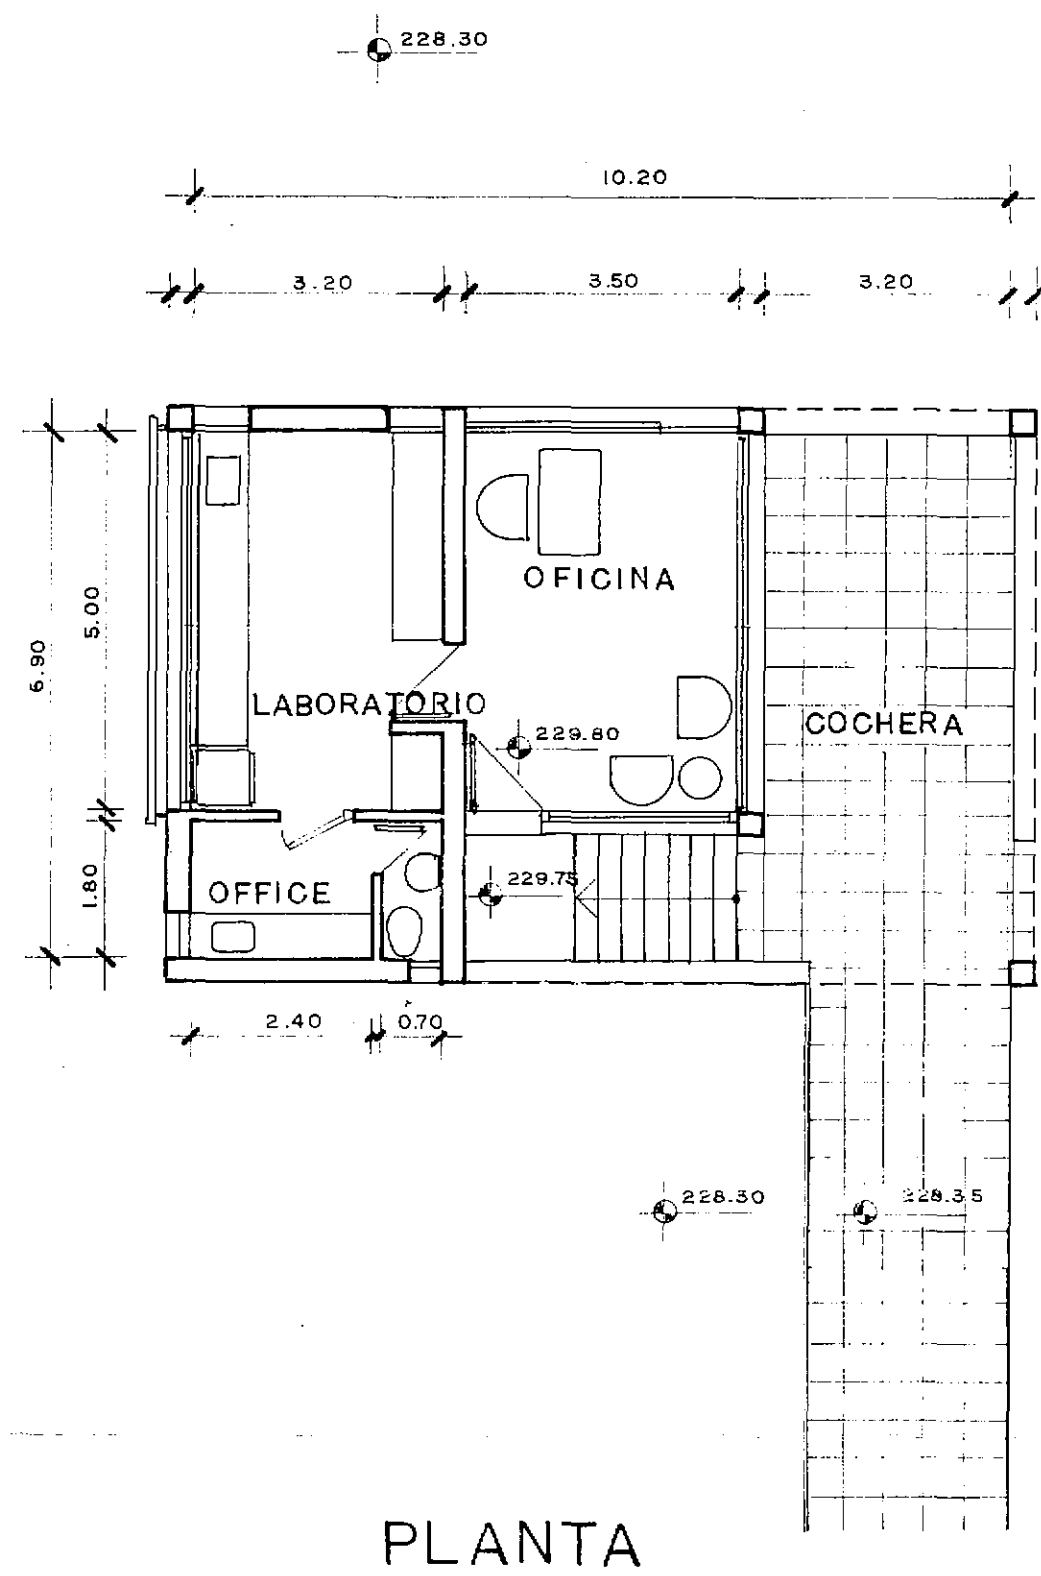 228.30
10.20
3.20
3.50
3.20
5.00
6.90
OFICINA
LABORATORIO
229.80
COCHERA
1.80
OFFICE
229.75
2.40
0.70
228.30
228.35
PLANTA